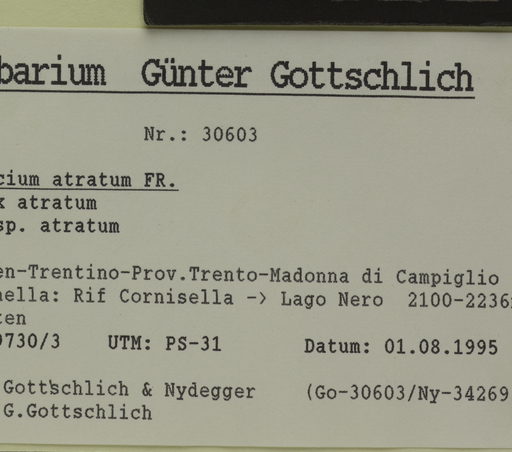 barium Günter Gottschlich
Nr.: 30603
cium atratum FR.
x atratum
sp. atratum
en-Trentino-Prov.Trento-Madonna di Campiglio
nella: Rif Cornisella -> Lago Nero 2100-2236
ten
9730/3 UTM: PS-31 Datum: 01.08.1995
Gottschlich & Nydegger (Go-30603/Ny-34269
G.Gottschlich